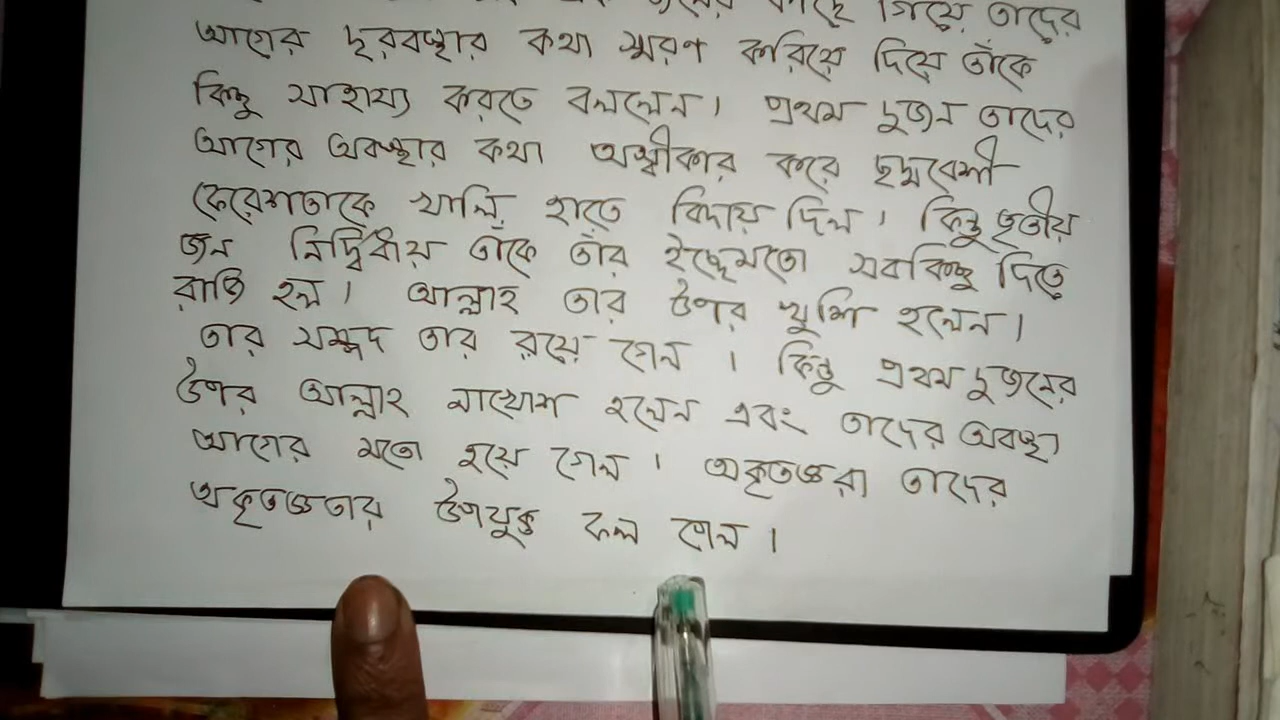 কাছে গিয়ে তাদের
আগের দুরবস্থার কথা স্মরণ করিয়ে দিয়ে তাঁকে
কিছু সাহায্য করতে বললেন। প্রথম দুজন তাদের
আগের অবস্থার কথা অস্বীকার করে ছদ্মবেশী
ফেরেশতাকে খালি হাতে বিদায় দিল। কিন্তু তৃতীয়
জন নির্দ্বিধায় তাঁকে তাঁর ইচ্ছেমতো সবকিছু দিতে
রাজি হল। আল্লাহ তার উপর খুশি হলেন।
তার সম্পদ তার রয়ে গেল। কিন্তু প্রথম দুজনের
উপর আল্লাহ নাখোশ হলেন এবং তাদের অবস্থা
আগের মতো হয়ে গেল। অকৃতজ্ঞরা তাদের
অকৃতজ্ঞতার উপযুক্ত ফল পেল।